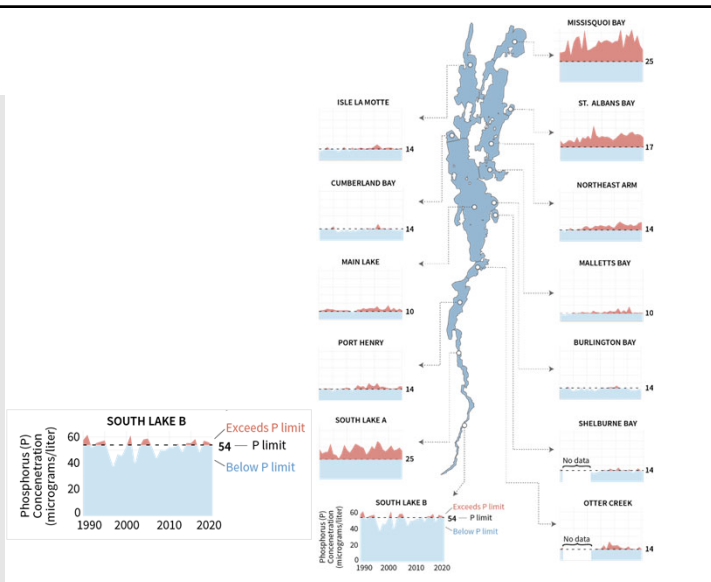 MISSISQUOI BAY
25
ISLE LA MOTTE
14
ST. ALBANS BAY
17
CUMBERLAND BAY
14
NORTHEAST ARM
14
MAIN LAKE
10
MALLETTS BAY
10
PORT HENRY
14
BURLINGTON BAY
14
SOUTH LAKE A
25
SHELBURNE BAY
No data
14
OTTER CREEK
No data
14
SOUTH LAKE B
Phosphorus (P)
Concenetration
(micrograms/liter)
60
40
20
0
1990 2000 2010 2020
Exceeds P limit
54 — P limit
Below P limit
SOUTH LAKE B
Phosphorus (P)
Concenetration
(micrograms/liter)
60
40
20
0
1990 2000 2010 2020
Exceeds P limit
54 — P limit
Below P limit